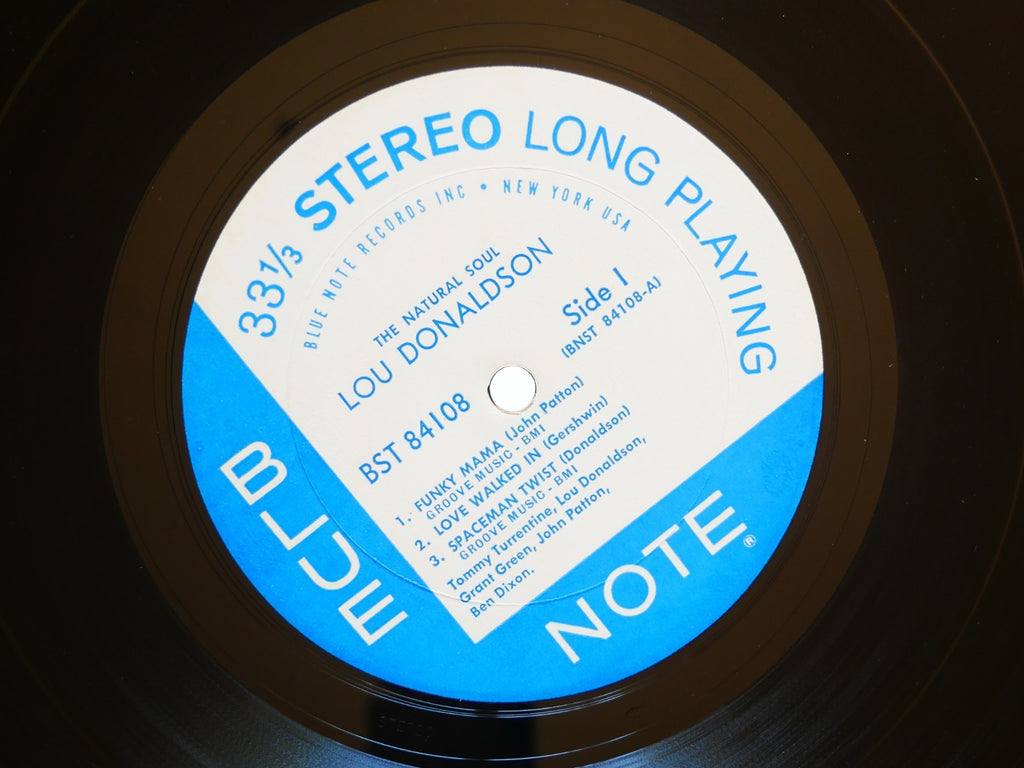 33⅓ STEREO LONG PLAYING
BLUE NOTE RECORDS INC • NEW YORK USA
THE NATURAL SOUL
LOU DONALDSON
Side 1
BST 84108
(BNST 84108-A)
1. FUNKY MAMA (John Patton)
GROOVE MUSIC - BMI
2. LOVE WALKED IN (Gershwin)
3. SPACEMAN TWIST (Donaldson)
GROOVE MUSIC - BMI
Tommy Turrentine, Lou Donaldson,
Grant Green, John Patton,
Ben Dixon.
BLUE
NOTE®
STEREO